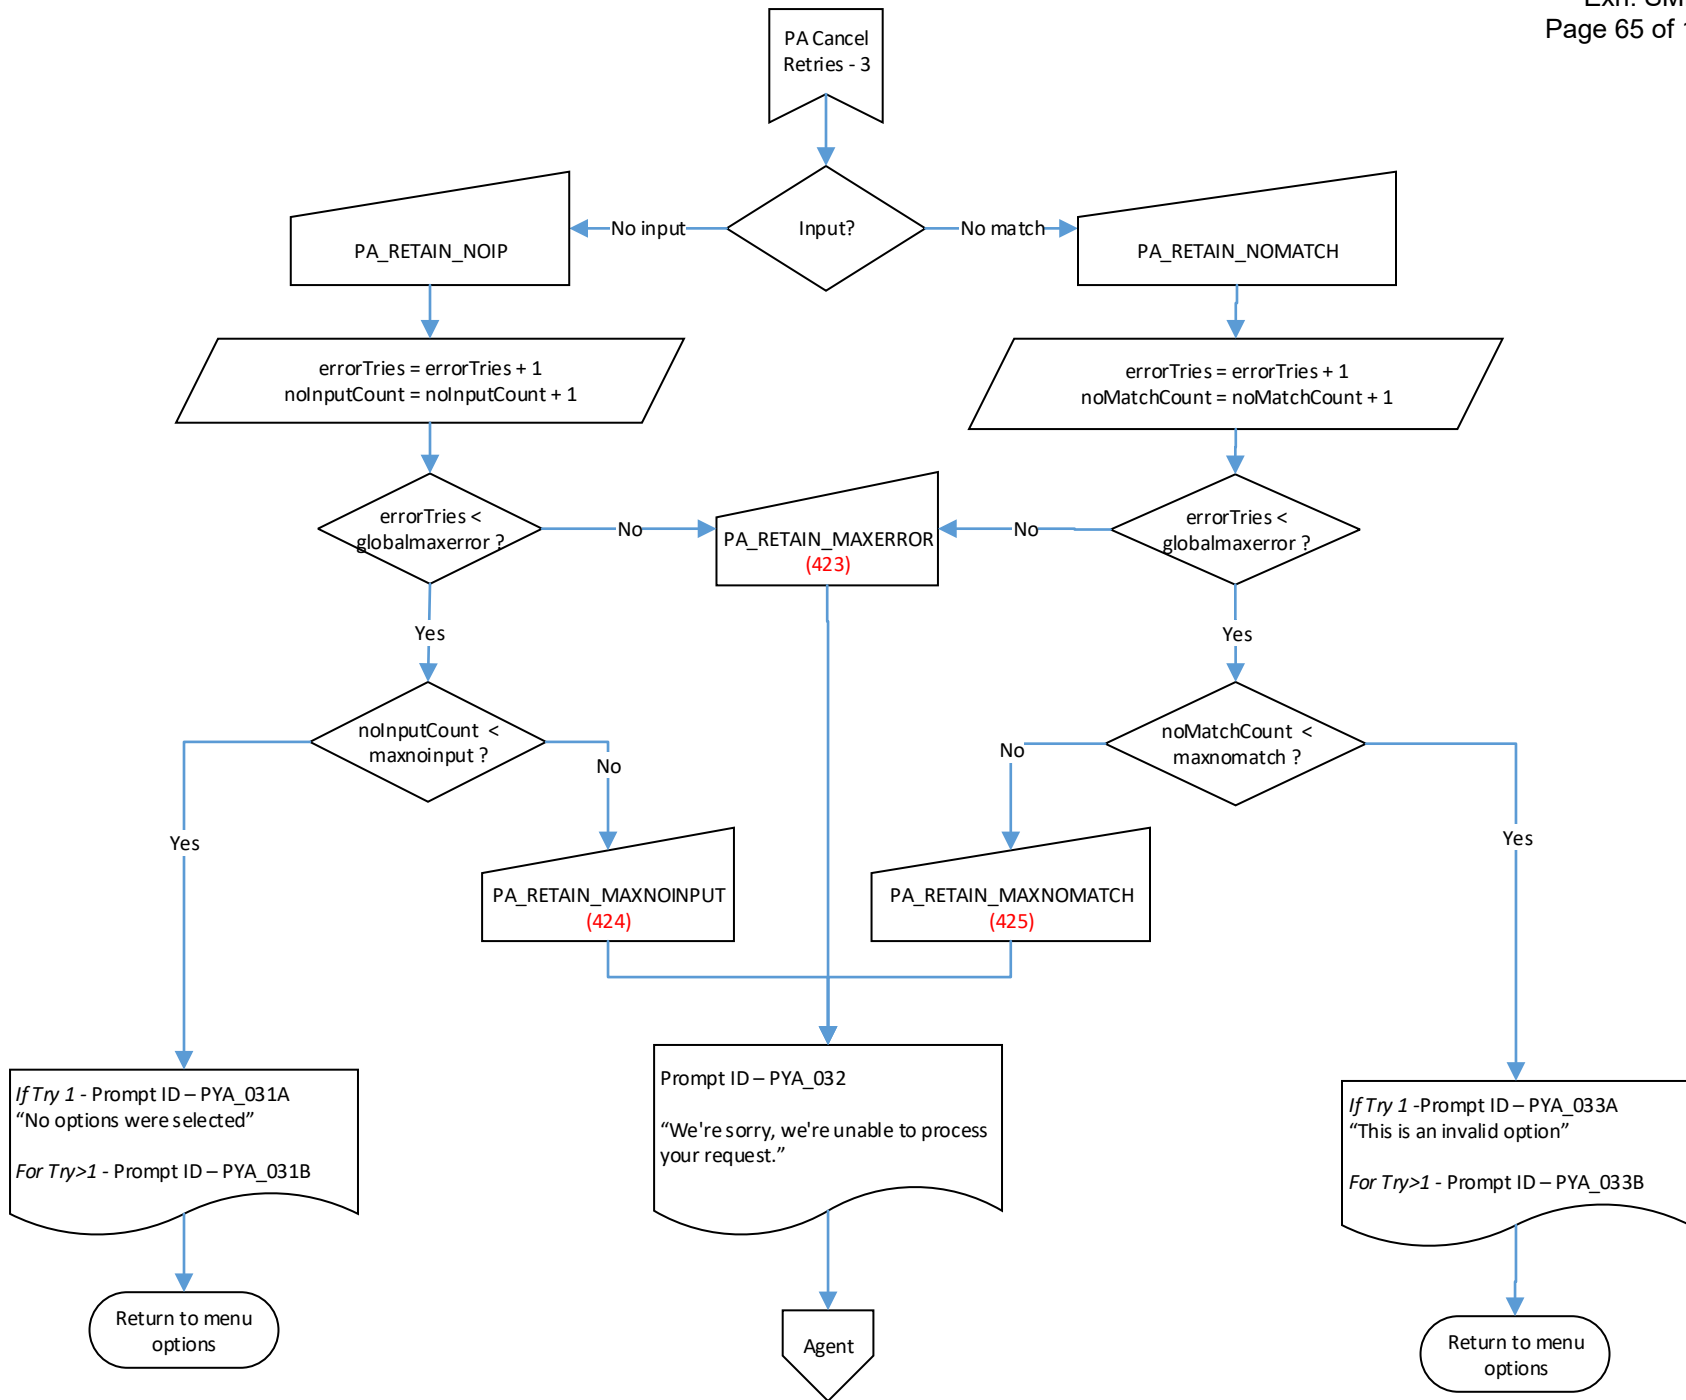 Exh. SM
Page 65 of 1
PA Cancel
Retries - 3
Input?
No input
No match
PA_RETAIN_NOIP
PA_RETAIN_NOMATCH
errorTries = errorTries + 1
noInputCount = noInputCount + 1
errorTries = errorTries + 1
noMatchCount = noMatchCount + 1
errorTries <
globalmaxerror ?
No
PA_RETAIN_MAXERROR
(423)
No
errorTries <
globalmaxerror ?
Yes
Yes
noInputCount <
maxnoinput ?
No
No
noMatchCount <
maxnomatch ?
Yes
Yes
PA_RETAIN_MAXNOINPUT
(424)
PA_RETAIN_MAXNOMATCH
(425)
If Try 1 - Prompt ID – PYA_031A
“No options were selected”
For Try>1 - Prompt ID – PYA_031B
Prompt ID – PYA_032
“We're sorry, we're unable to process
your request.”
If Try 1 -Prompt ID – PYA_033A
“This is an invalid option”
For Try>1 - Prompt ID – PYA_033B
Return to menu
options
Agent
Return to menu
options